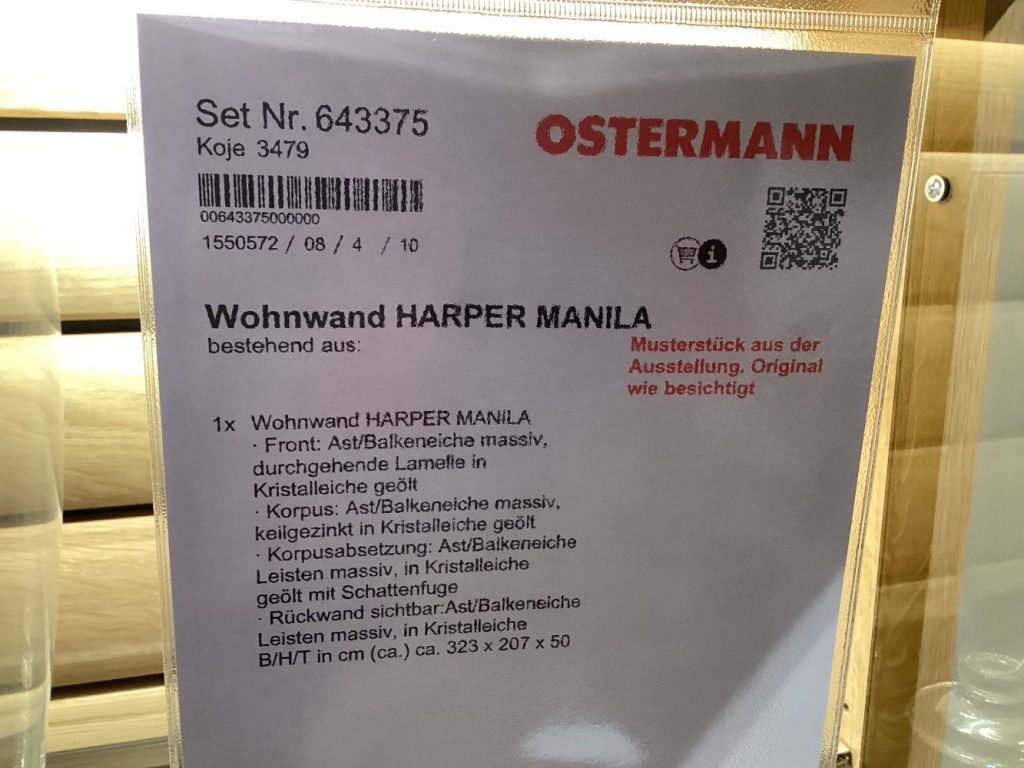 Set Nr. 643375
Koje 3479
OSTERMANN
00643375000000
1550572 / 08 / 4 / 10
i
Wohnwand HARPER MANILA
bestehend aus:
Musterstück aus der
Ausstellung. Original
wie besichtigt
1x Wohnwand HARPER MANILA
· Front: Ast/Balkeneiche massiv,
durchgehende Lamelle in
Kristalleiche geölt
· Korpus: Ast/Balkeneiche massiv,
keilgezinkt in Kristalleiche geölt
· Korpusabsetzung: Ast/Balkeneiche
Leisten massiv, in Kristalleiche
geölt mit Schattenfuge
· Rückwand sichtbar:Ast/Balkeneiche
Leisten massiv, in Kristalleiche
B/H/T in cm (ca.) ca. 323 x 207 x 50